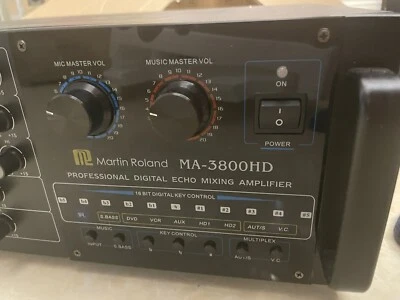 MIC MASTER VOL
MUSIC MASTER VOL
ON
I
O
POWER
Martin Roland MA-3800HD
PROFESSIONAL DIGITAL ECHO MIXING AMPLIFIER
16 BIT DIGITAL KEY CONTROL
S.BASS DVD VCR AUX HD1 HD2 AUT/S V.C
MUSIC KEY CONTROL MULTIPLEX
INPUT S.BASS b # AUT/S V.C